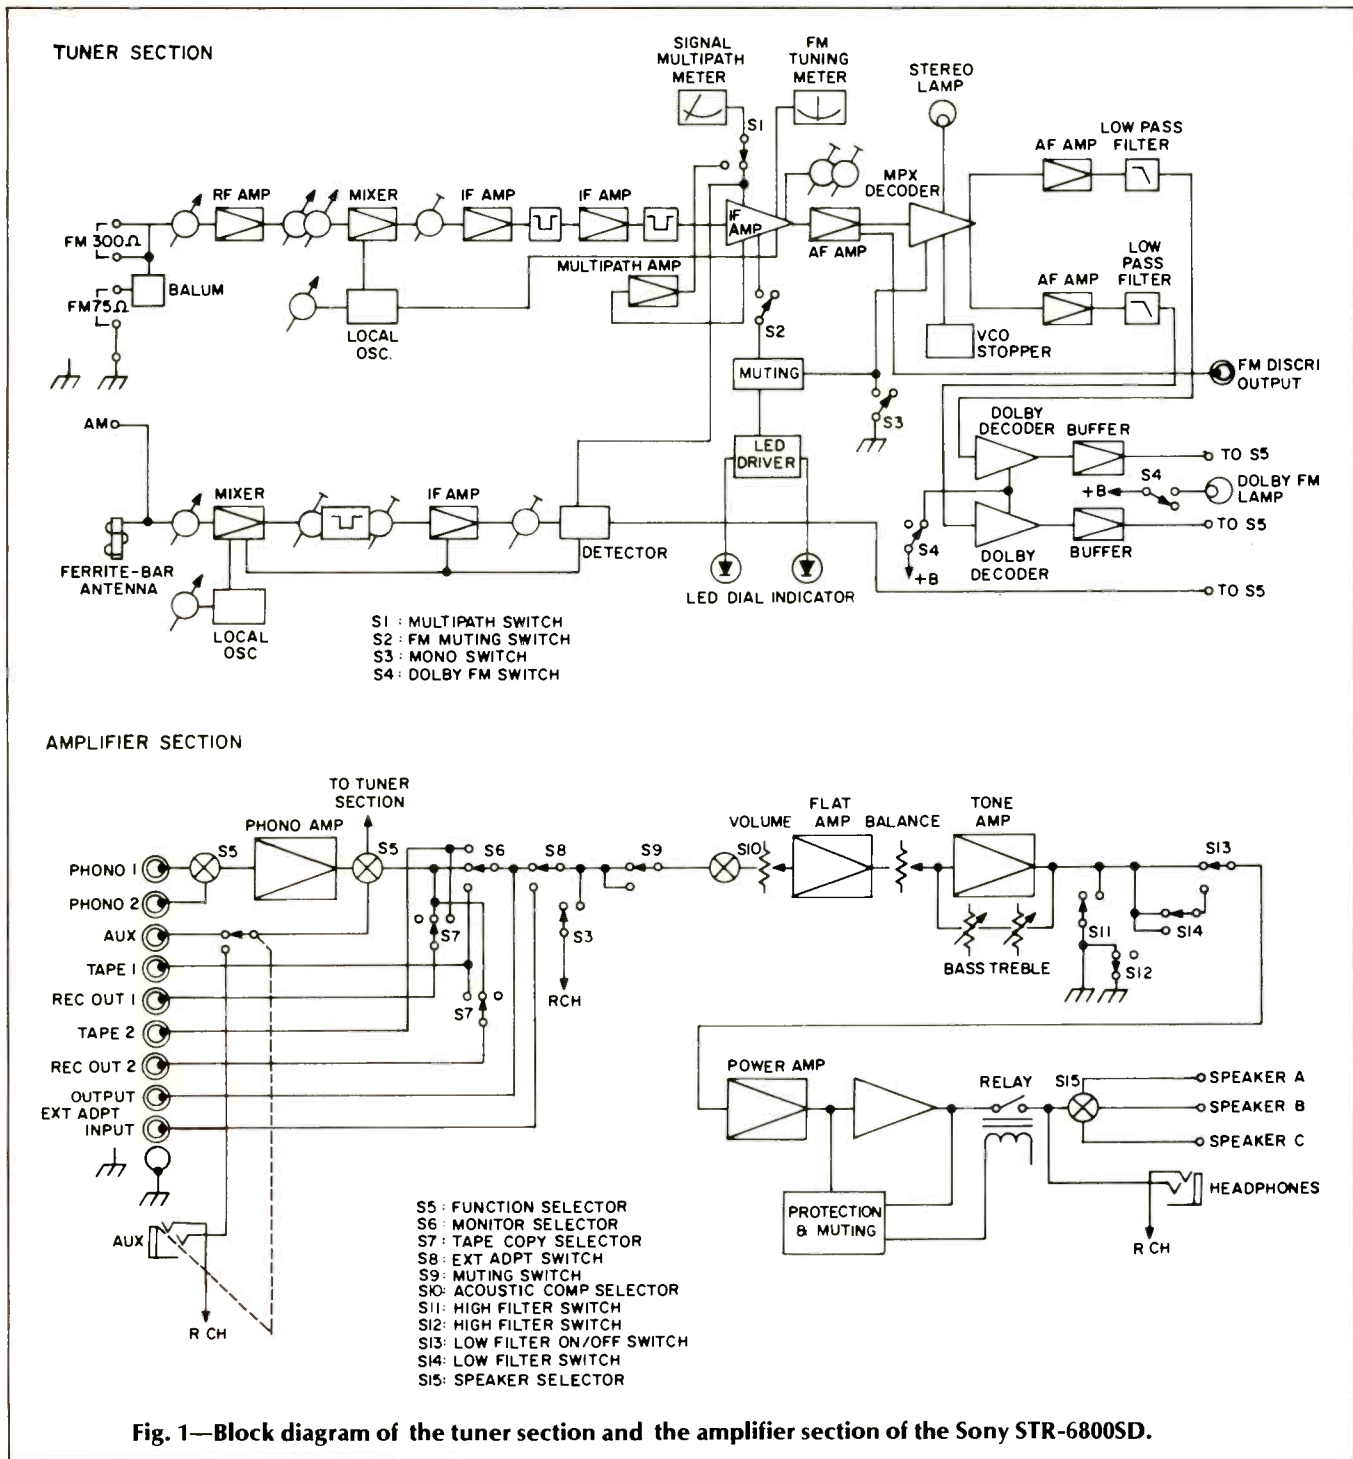 TUNER SECTION
SIGNAL
MULTIPATH
METER
FM
TUNING
METER
STEREO
LAMP
S1
AF AMP
LOW PASS
FILTER
MPX
DECODER
RF AMP
MIXER
IF AMP
IF AMP
IF
AMP
AF AMP
FM 300Ω
BALUM
FM 75Ω
LOCAL
OSC.
MULTIPATH AMP
S2
LOW
PASS
FILTER
AF AMP
VCO
STOPPER
MUTING
S3
FM DISCRI
OUTPUT
AM
LED
DRIVER
DOLBY
DECODER
BUFFER
TO S5
S4
+B
DOLBY FM
LAMP
MIXER
IF AMP
DETECTOR
S4
+B
DOLBY
DECODER
BUFFER
TO S5
FERRITE-BAR
ANTENNA
LED DIAL INDICATOR
TO S5
LOCAL
OSC
S1 : MULTIPATH SWITCH
S2 : FM MUTING SWITCH
S3 : MONO SWITCH
S4 : DOLBY FM SWITCH
AMPLIFIER SECTION
TO TUNER
SECTION
PHONO AMP
S5
S5
S6
S8
S9
VOLUME
S10
FLAT
AMP
BALANCE
TONE
AMP
S13
PHONO 1
PHONO 2
AUX
TAPE 1
REC OUT 1
TAPE 2
REC OUT 2
OUTPUT
EXT ADPT
INPUT
S7
S7
S3
RCH
BASS TREBLE
S11
S12
S14
POWER AMP
RELAY
S15
SPEAKER A
SPEAKER B
SPEAKER C
PROTECTION
& MUTING
HEADPHONES
R CH
AUX
R CH
S5 : FUNCTION SELECTOR
S6 : MONITOR SELECTOR
S7 : TAPE COPY SELECTOR
S8 : EXT ADPT SWITCH
S9 : MUTING SWITCH
S10: ACOUSTIC COMP SELECTOR
S11: HIGH FILTER SWITCH
S12: HIGH FILTER SWITCH
S13: LOW FILTER ON/OFF SWITCH
S14: LOW FILTER SWITCH
S15: SPEAKER SELECTOR
Fig. 1—Block diagram of the tuner section and the amplifier section of the Sony STR-6800SD.